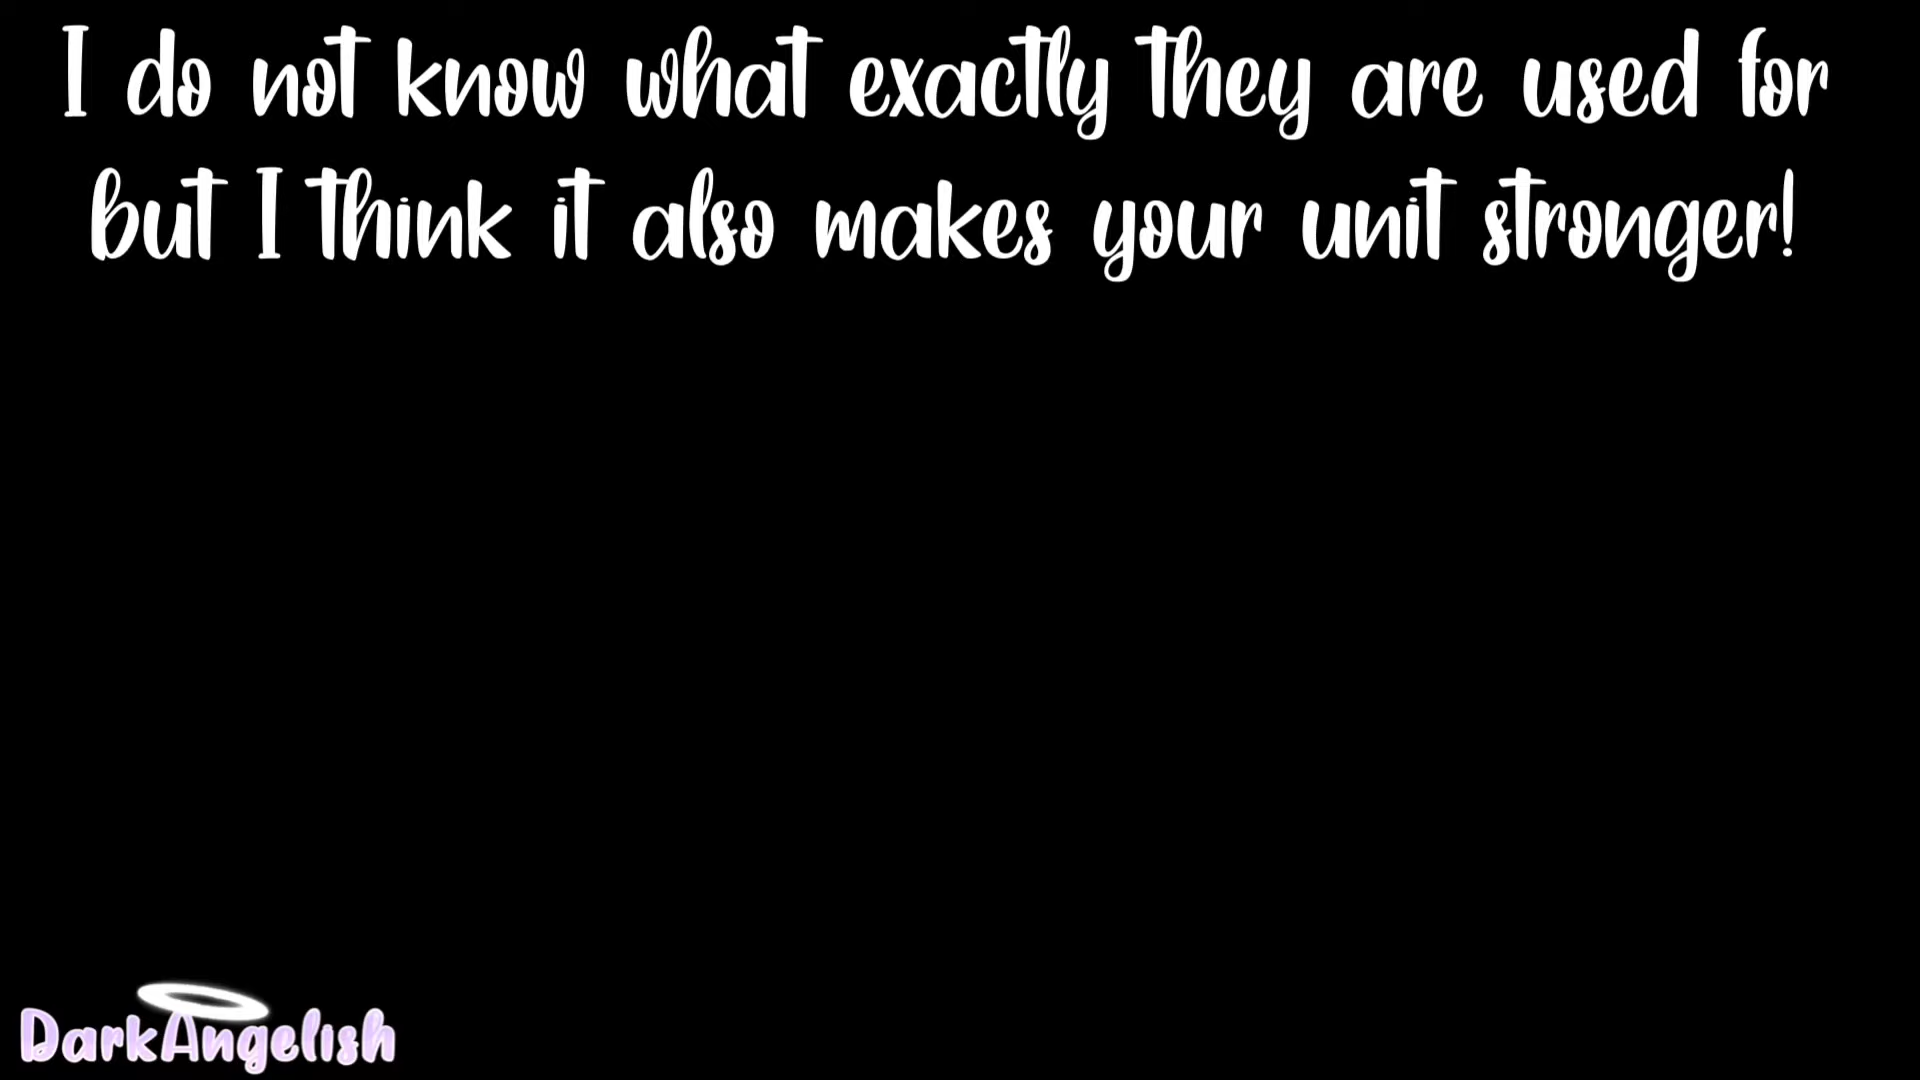 I do not know what exactly they are used for
but I think it also makes your unit stronger!
DarkAngelish